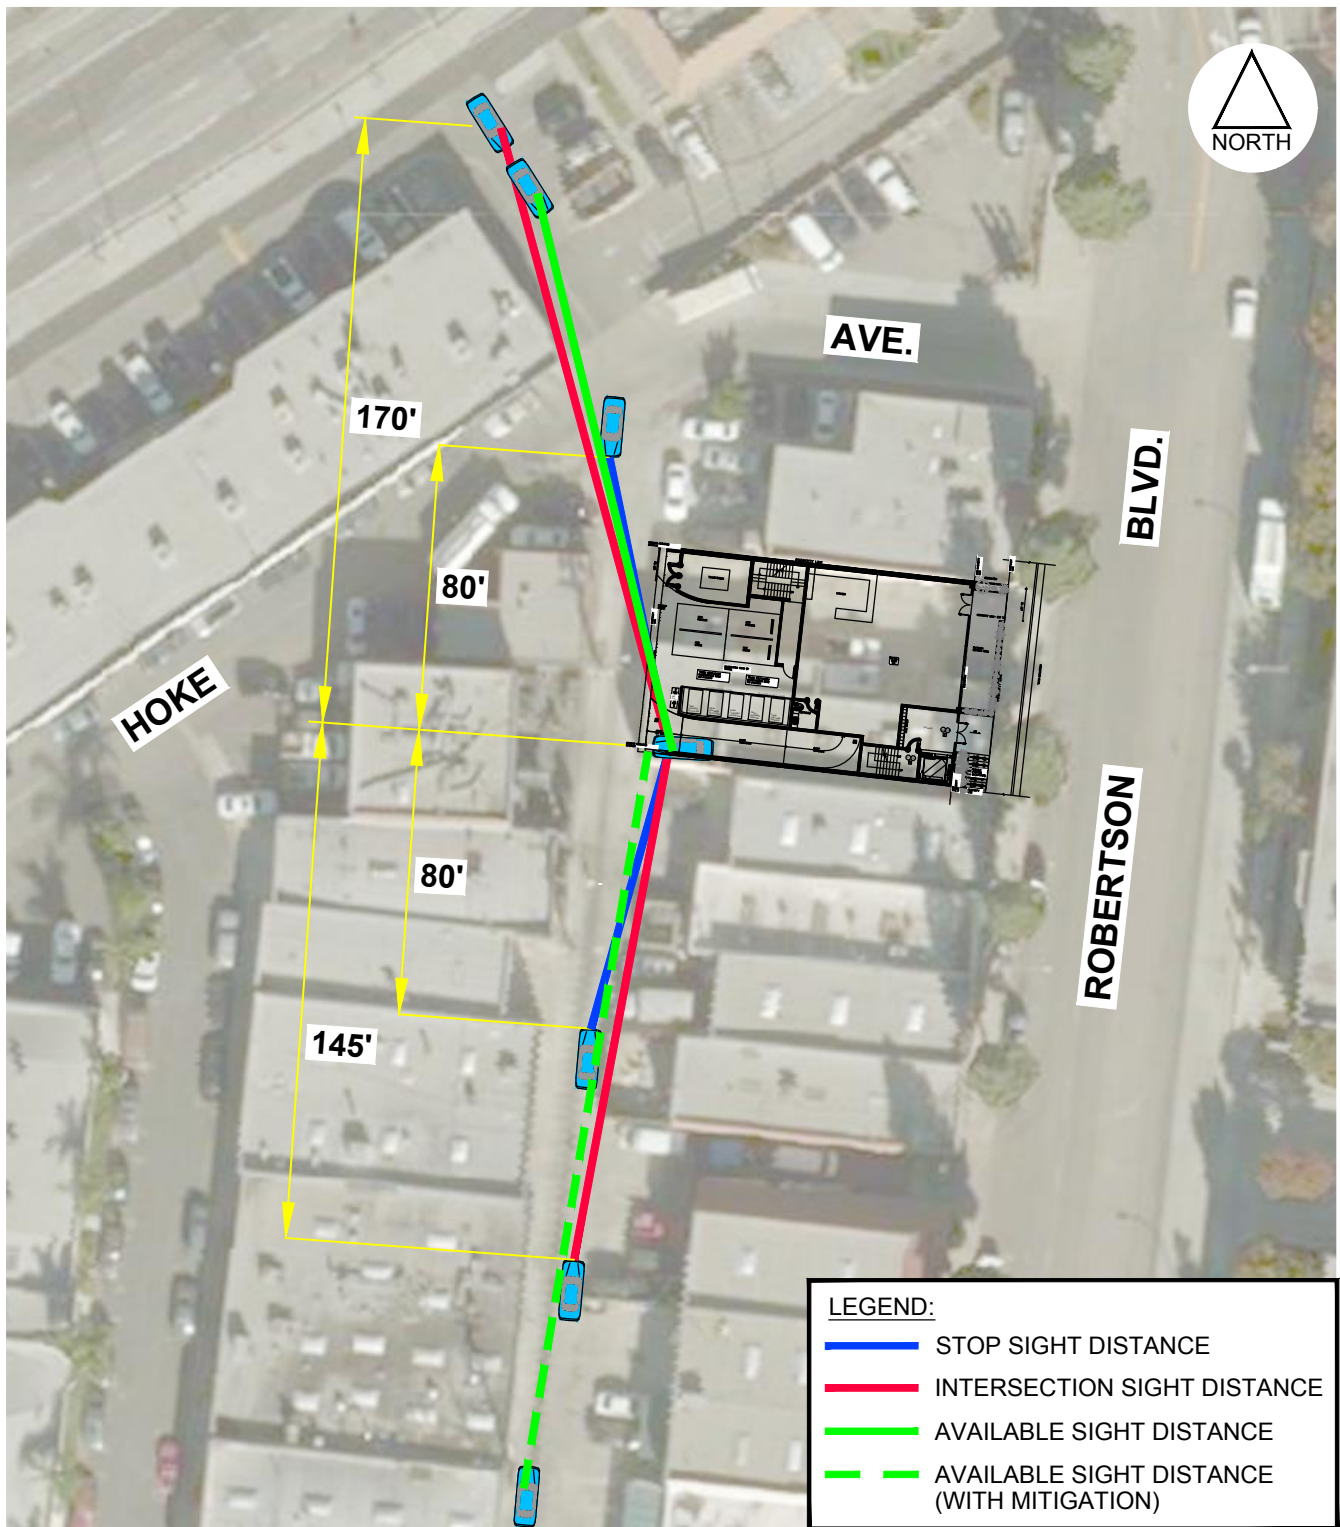 NORTH
AVE.
170'
BLVD.
80'
HOKE
ROBERTSON
80'
145'
LEGEND:
STOP SIGHT DISTANCE
INTERSECTION SIGHT DISTANCE
AVAILABLE SIGHT DISTANCE
AVAILABLE SIGHT DISTANCE
(WITH MITIGATION)